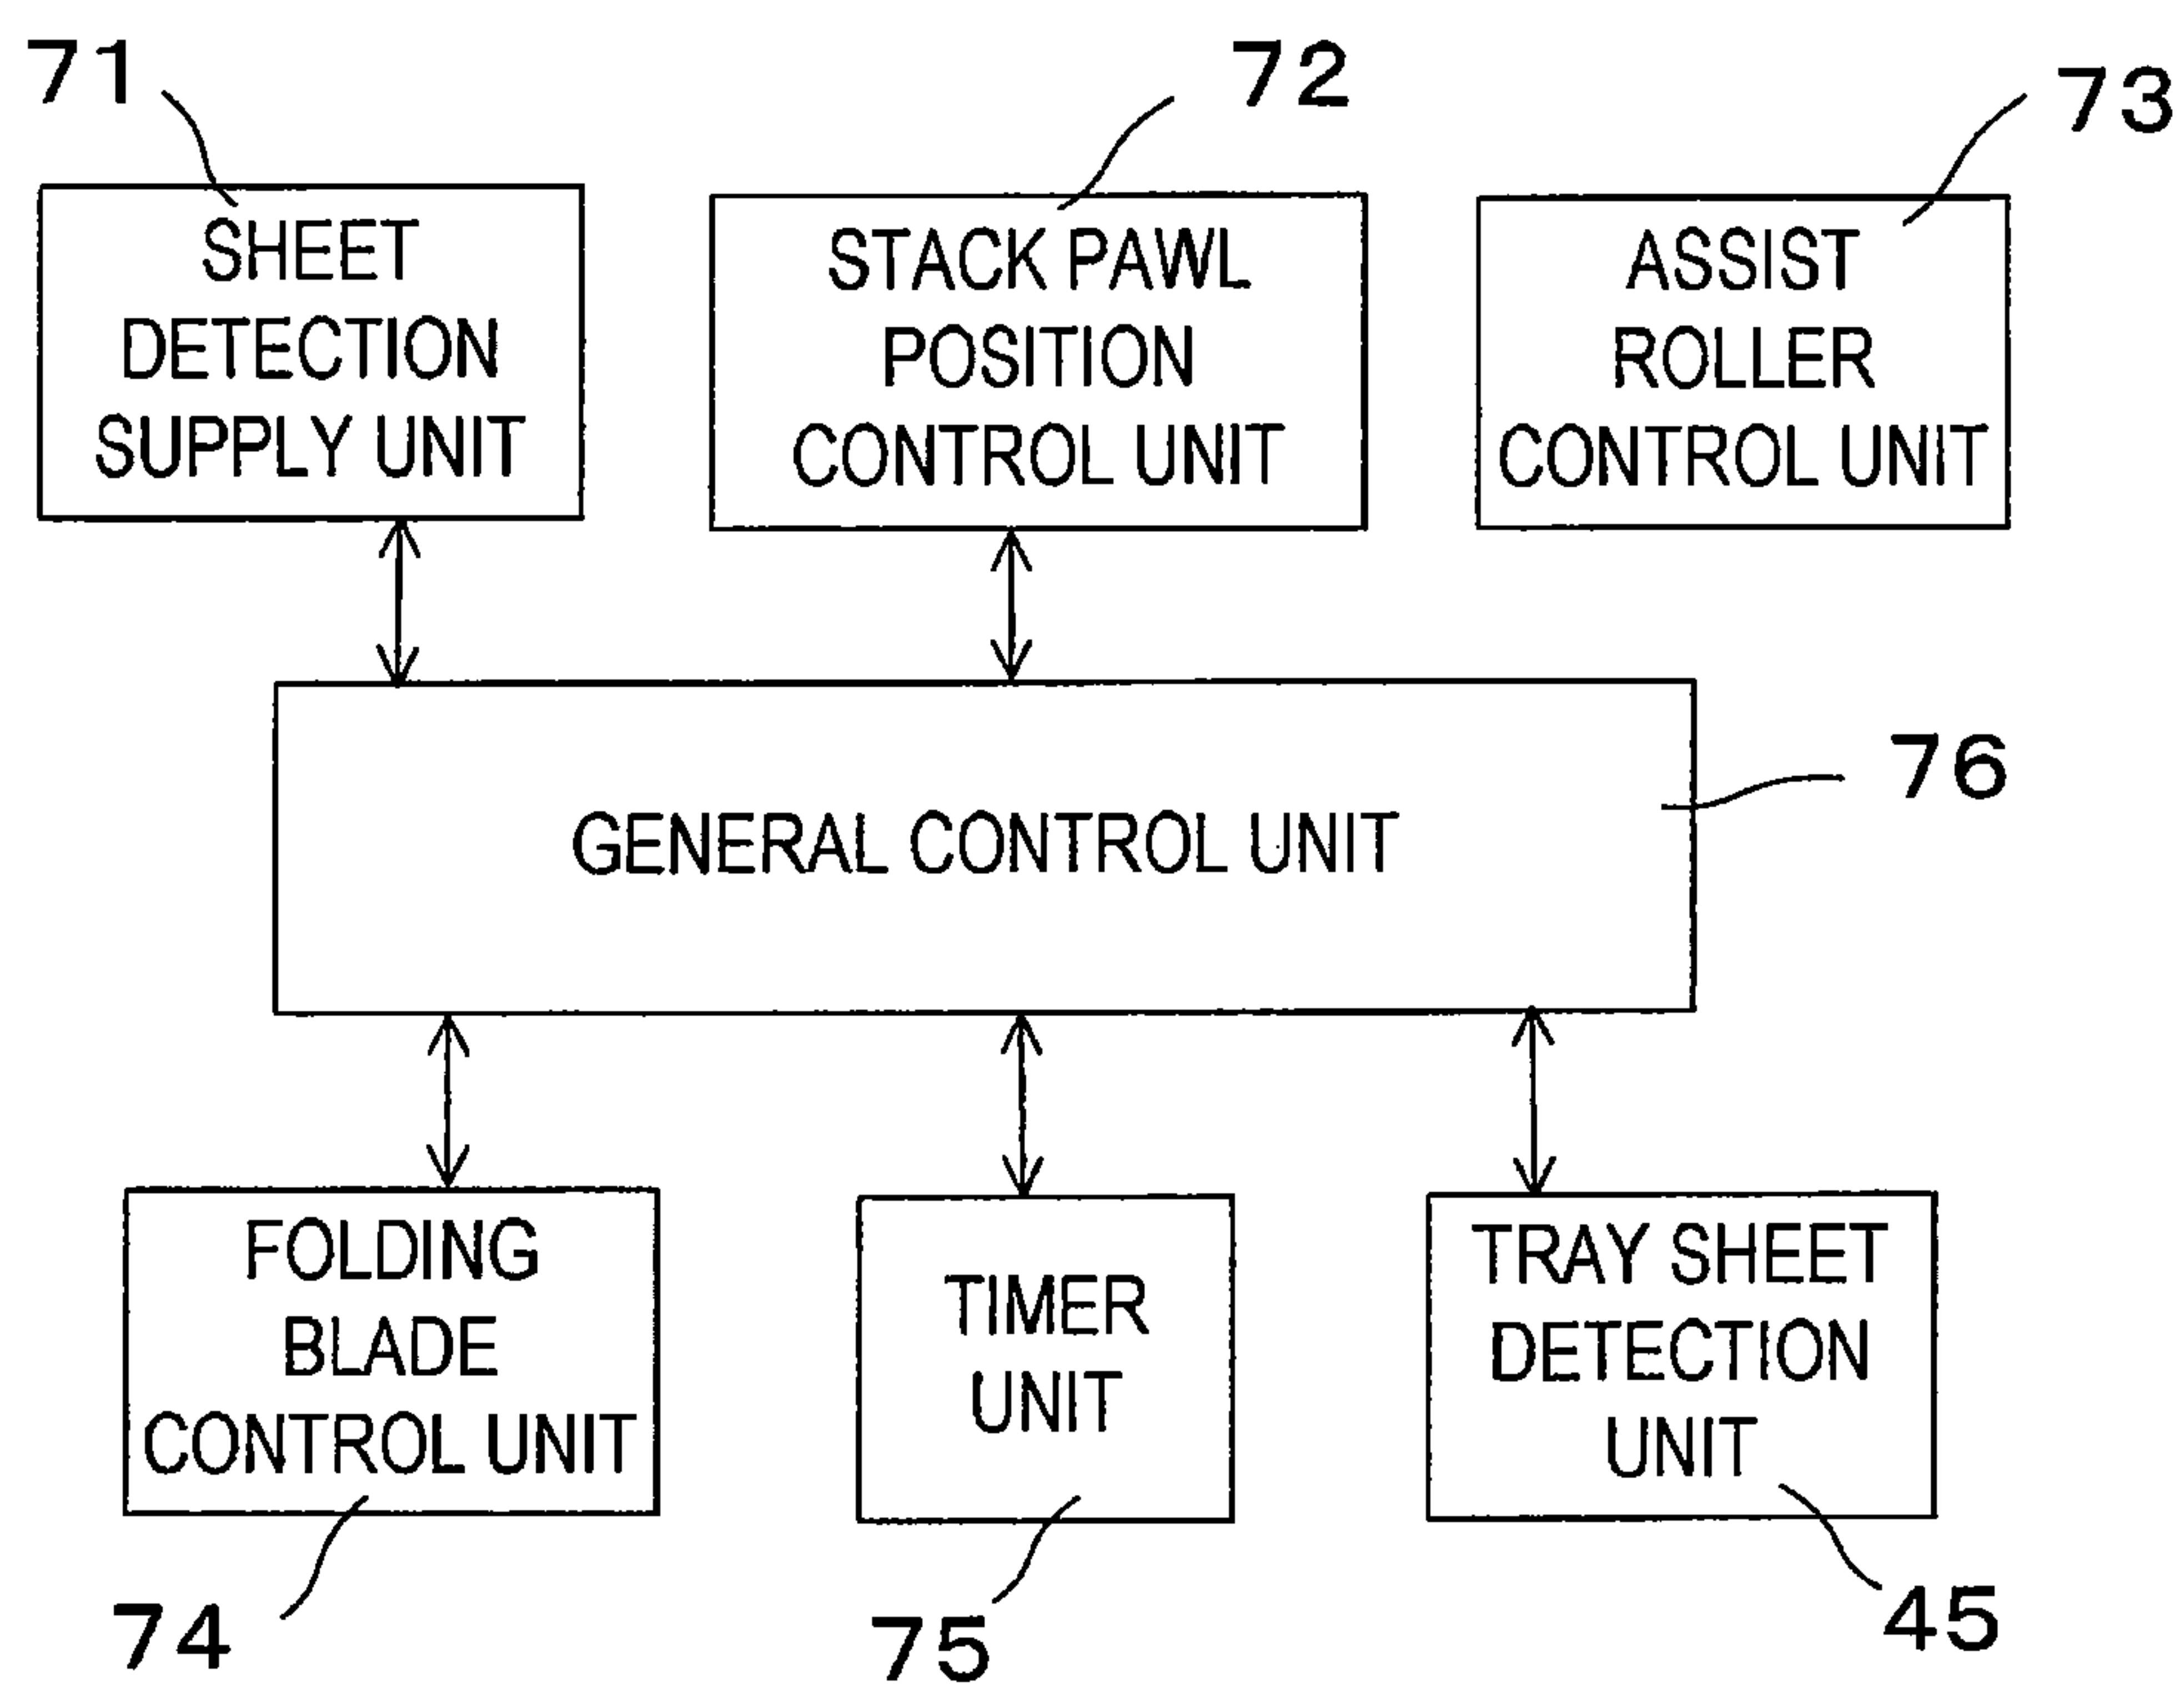 71
72
73
SHEET
DETECTION
SUPPLY UNIT
STACK PAWL
POSITION
CONTROL UNIT
ASSIST
ROLLER
CONTROL UNIT
76
GENERAL CONTROL UNIT
FOLDING
BLADE
CONTROL UNIT
TIMER
UNIT
TRAY SHEET
DETECTION
UNIT
74
75
45